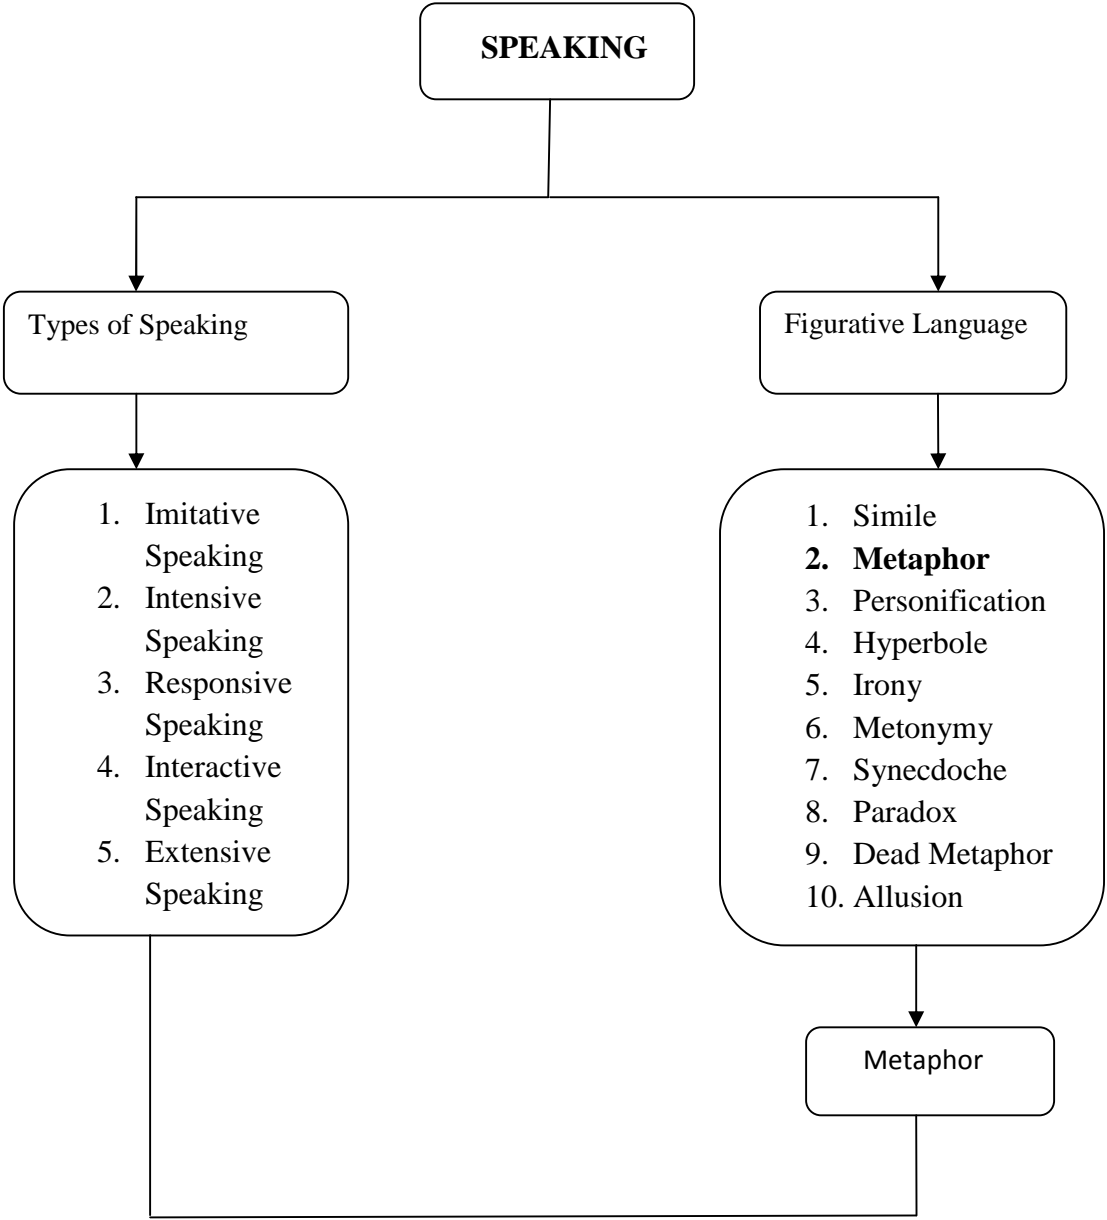 SPEAKING
Types of Speaking
Figurative Language
1. Imitative
Speaking
2. Intensive
Speaking
3. Responsive
Speaking
4. Interactive
Speaking
5. Extensive
Speaking
1. Simile
2. Metaphor
3. Personification
4. Hyperbole
5. Irony
6. Metonymy
7. Synecdoche
8. Paradox
9. Dead Metaphor
10. Allusion
Metaphor